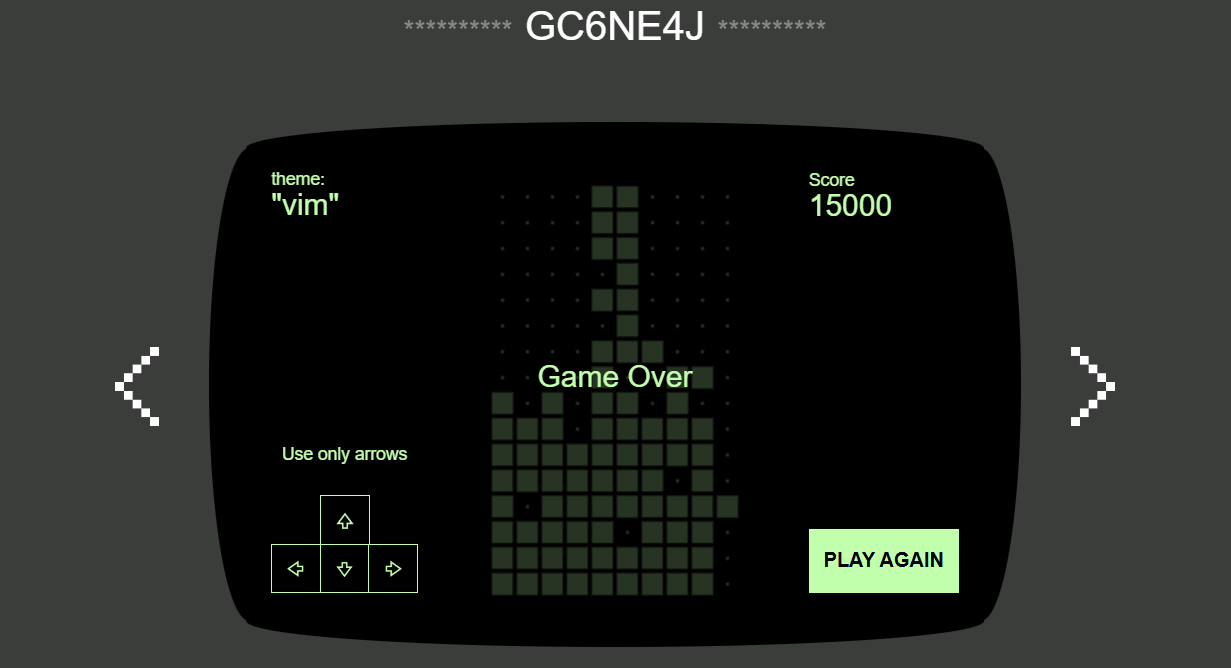 ********** GC6NE4J **********
theme:
"vim"
Score
15000
Game Over
Use only arrows
PLAY AGAIN